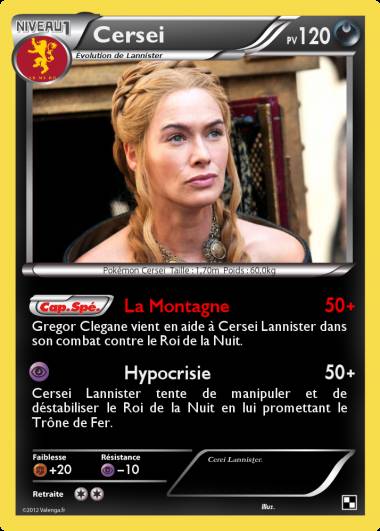 NIVEAU 1
Cersei
PV 120
Évolution de Lannister
Pokémon Cersei Taille : 1,70m Poids : 60,0kg
Cap. Spé. La Montagne 50+
Gregor Clegane vient en aide à Cersei Lannister dans
son combat contre le Roi de la Nuit.
Hypocrisie 50+
Cersei Lannister tente de manipuler et de
déstabiliser le Roi de la Nuit en lui promettant le
Trône de Fer.
Faiblesse Résistance
+20 −10
Cerei Lannister.
Retraite
©2012 Valenga.fr
Illus.